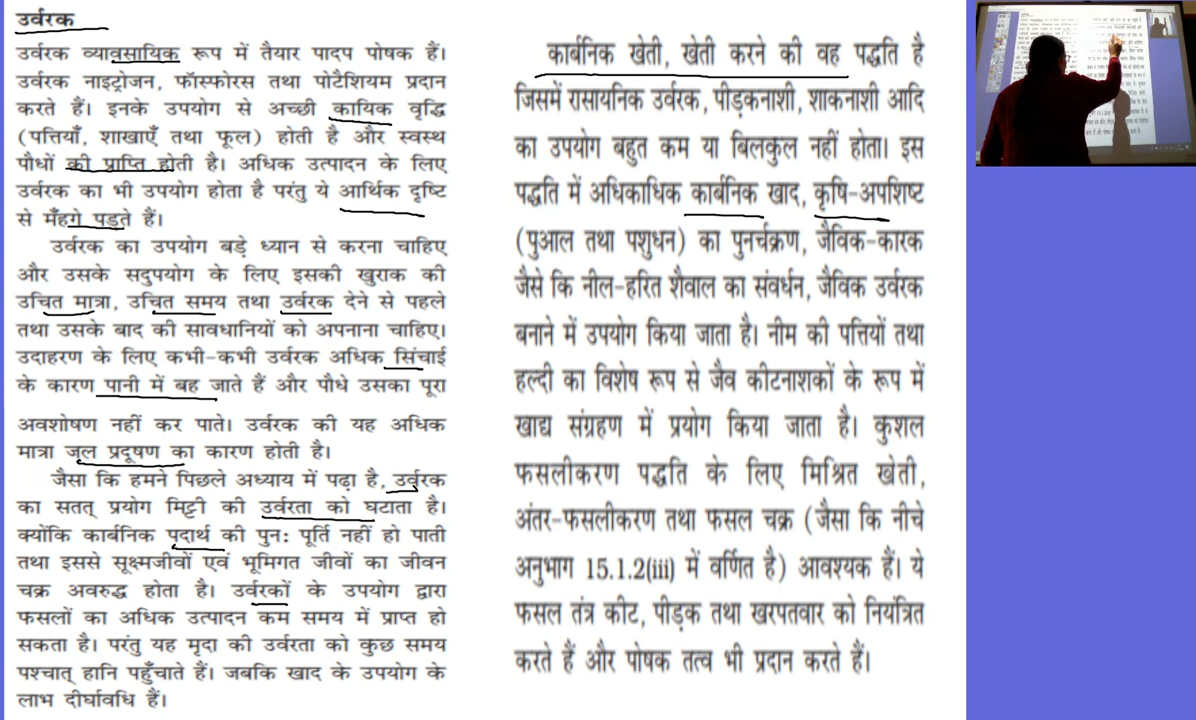 उर्वरक
उर्वरक व्यावसायिक रूप में तैयार पादप पोषक हैं।
उर्वरक नाइट्रोजन, फॉस्फोरस तथा पोटैशियम प्रदान
करते हैं। इनके उपयोग से अच्छी कायिक वृद्धि
(पत्तियाँ, शाखाएँ तथा फूल) होती है और स्वस्थ
पौधों की प्राप्ति होती है। अधिक उत्पादन के लिए
उर्वरक का भी उपयोग होता है परंतु ये आर्थिक दृष्टि
से मँहगे पड़ते हैं।
उर्वरक का उपयोग बड़े ध्यान से करना चाहिए
और उसके सदुपयोग के लिए इसकी खुराक की
उचित मात्रा, उचित समय तथा उर्वरक देने से पहले
तथा उसके बाद की सावधानियों को अपनाना चाहिए।
उदाहरण के लिए कभी-कभी उर्वरक अधिक सिंचाई
के कारण पानी में बह जाते हैं और पौधे उसका पूरा
अवशोषण नहीं कर पाते। उर्वरक की यह अधिक
मात्रा जल प्रदूषण का कारण होती है।
जैसा कि हमने पिछले अध्याय में पढ़ा है, उर्वरक
का सतत् प्रयोग मिट्टी की उर्वरता को घटाता है।
क्योंकि कार्बनिक पदार्थ की पुन: पूर्ति नहीं हो पाती
तथा इससे सूक्ष्मजीवों एवं भूमिगत जीवों का जीवन
चक्र अवरुद्ध होता है। उर्वरकों के उपयोग द्वारा
फसलों का अधिक उत्पादन कम समय में प्राप्त हो
सकता है। परंतु यह मृदा की उर्वरता को कुछ समय
पश्चात् हानि पहुँचाते हैं। जबकि खाद के उपयोग के
लाभ दीर्घावधि हैं।
कार्बनिक खेती, खेती करने की वह पद्धति है
जिसमें रासायनिक उर्वरक, पीड़कनाशी, शाकनाशी आदि
का उपयोग बहुत कम या बिलकुल नहीं होता। इस
पद्धति में अधिकाधिक कार्बनिक खाद, कृषि-अपशिष्ट
(पुआल तथा पशुधन) का पुनर्चक्रण, जैविक-कारक
जैसे कि नील-हरित शैवाल का संवर्धन, जैविक उर्वरक
बनाने में उपयोग किया जाता है। नीम की पत्तियों तथा
हल्दी का विशेष रूप से जैव कीटनाशकों के रूप में
खाद्य संग्रहण में प्रयोग किया जाता है। कुशल
फसलीकरण पद्धति के लिए मिश्रित खेती,
अंतर-फसलीकरण तथा फसल चक्र (जैसा कि नीचे
अनुभाग 15.1.2(iii) में वर्णित है) आवश्यक हैं। ये
फसल तंत्र कीट, पीड़क तथा खरपतवार को नियंत्रित
करते हैं और पोषक तत्व भी प्रदान करते हैं।